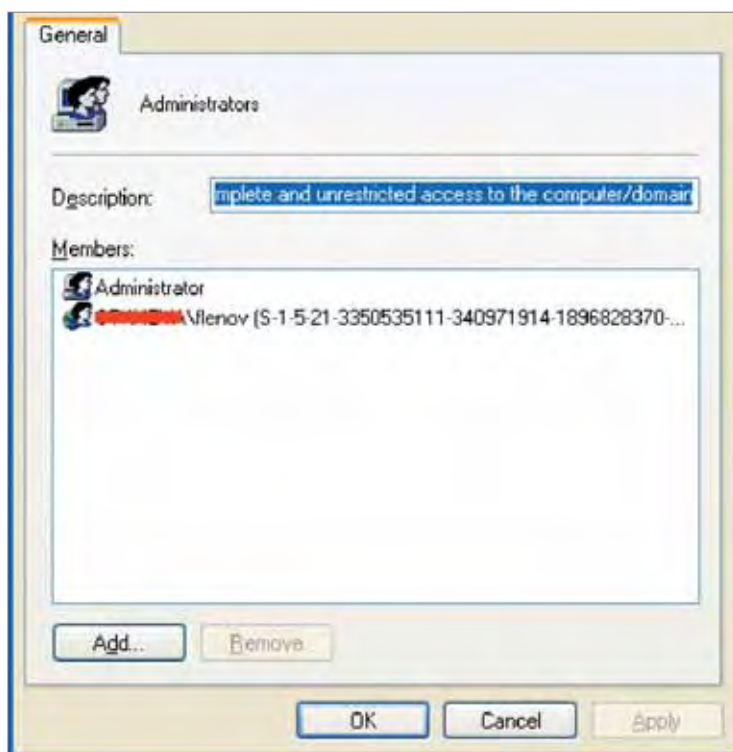 General
Administrators
Description: mplete and unrestricted access to the computer/domain
Members:
Administrator
\flenov (S-1-5-21-3350535111-340971914-1896828370-...
Add... Remove
OK Cancel Apply